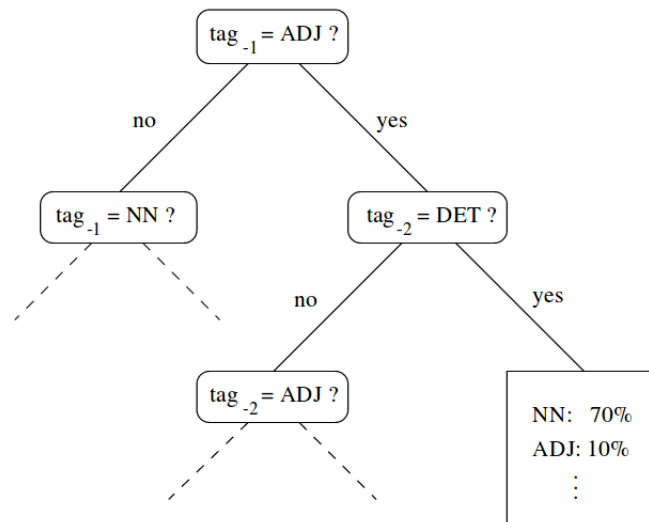 tag -1 = ADJ ?
no
yes
tag -1 = NN ?
tag -2 = DET ?
no
yes
tag -2 = ADJ ?
NN: 70%
ADJ: 10%
⋮